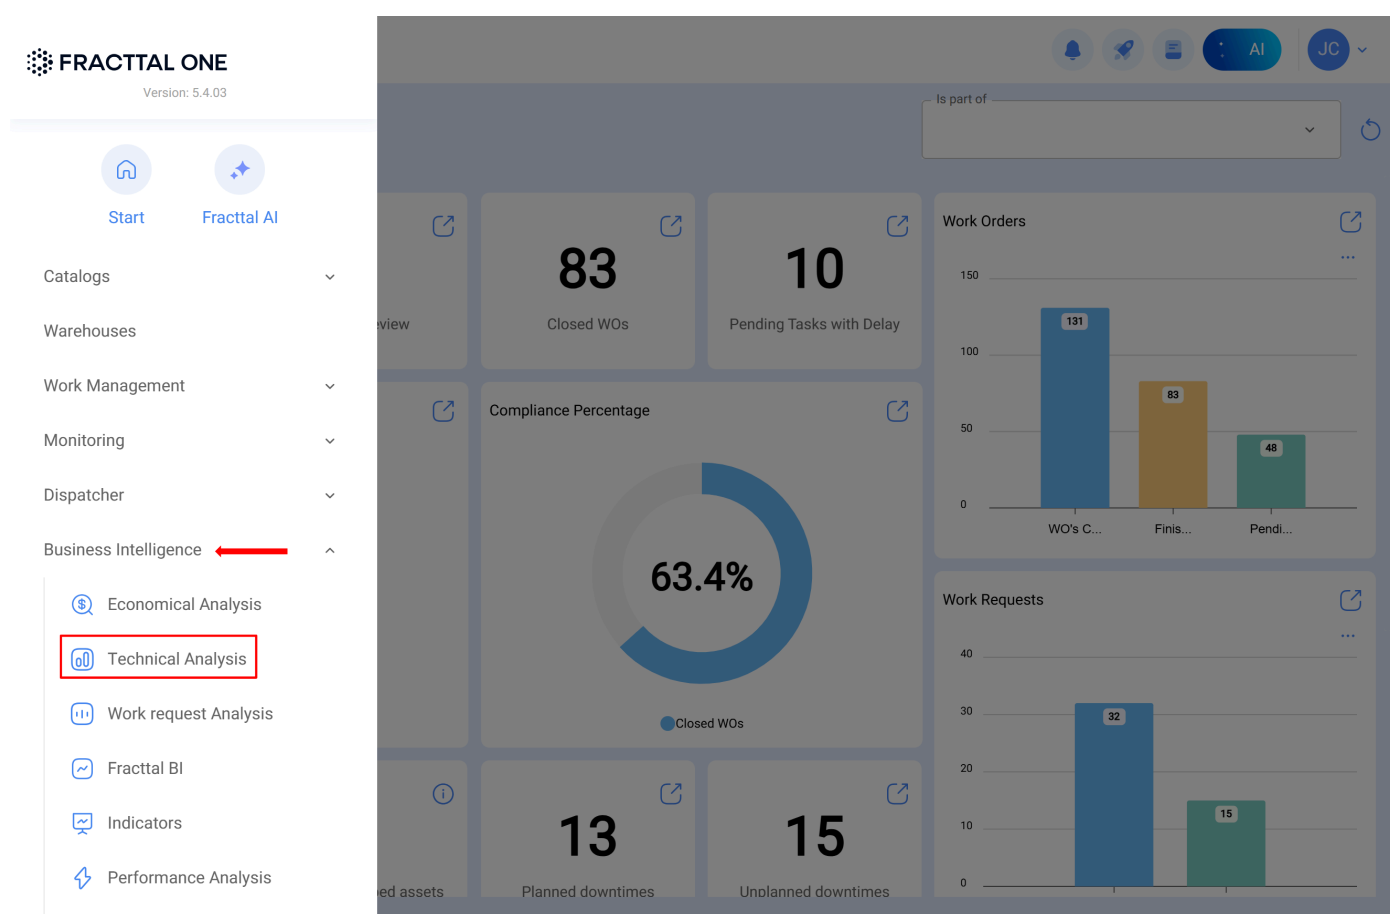 FRACTTAL ONE
Version: 5.4.03
Start
Fracttal AI
Catalogs
Warehouses
Work Management
Monitoring
Dispatcher
Business Intelligence
Economical Analysis
Technical Analysis
Work request Analysis
Fracttal BI
Indicators
Performance Analysis
AI
JC
Is part of
eview
83
Closed WOs
10
Pending Tasks with Delay
Compliance Percentage
63.4%
Closed WOs
ed assets
13
Planned downtimes
15
Unplanned downtimes
Work Orders
...
150
100
50
0
131
83
48
WO's C...
Finis...
Pendi...
Work Requests
...
40
30
20
10
0
32
15